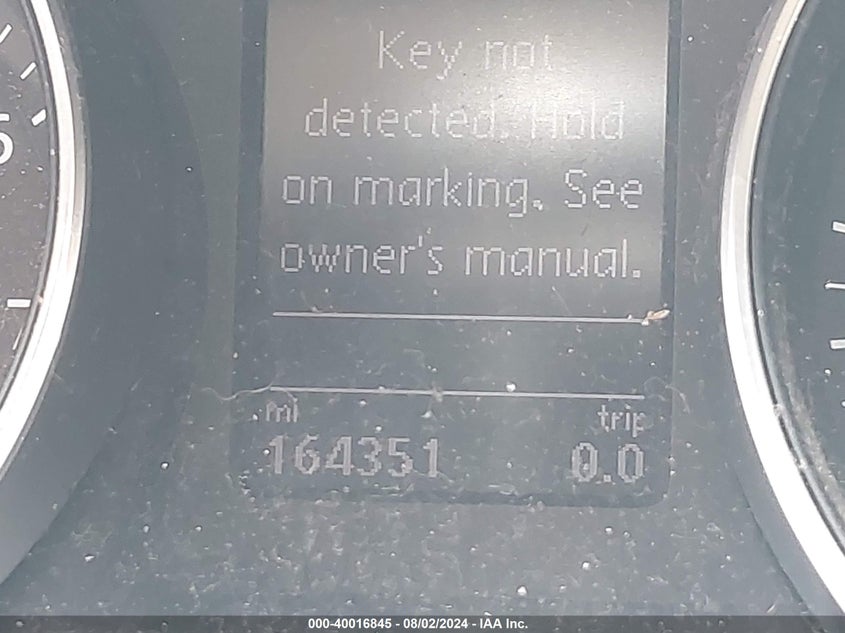 Key not
detected. Hold
on marking. See
owner's manual.
mi trip
164351 0.0
000-40016845 - 08/02/2024 - IAA Inc.